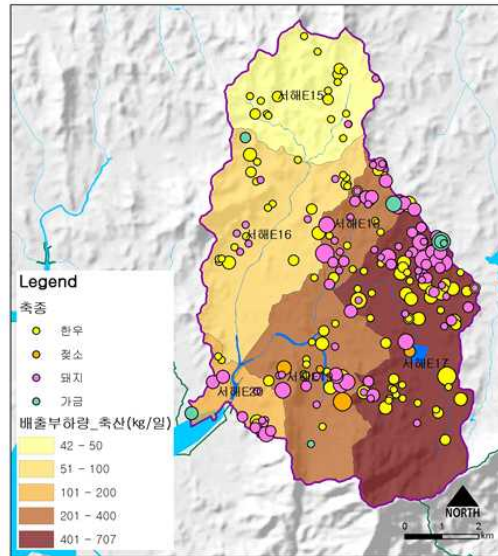 서해E15
서해E16
서해E18
서해E17
서해E20
Legend
축종
한우
젖소
돼지
가금
배출부하량_축산(kg/일)
42 - 50
51 - 100
101 - 200
201 - 400
401 - 707
NORTH
0 1 2
km